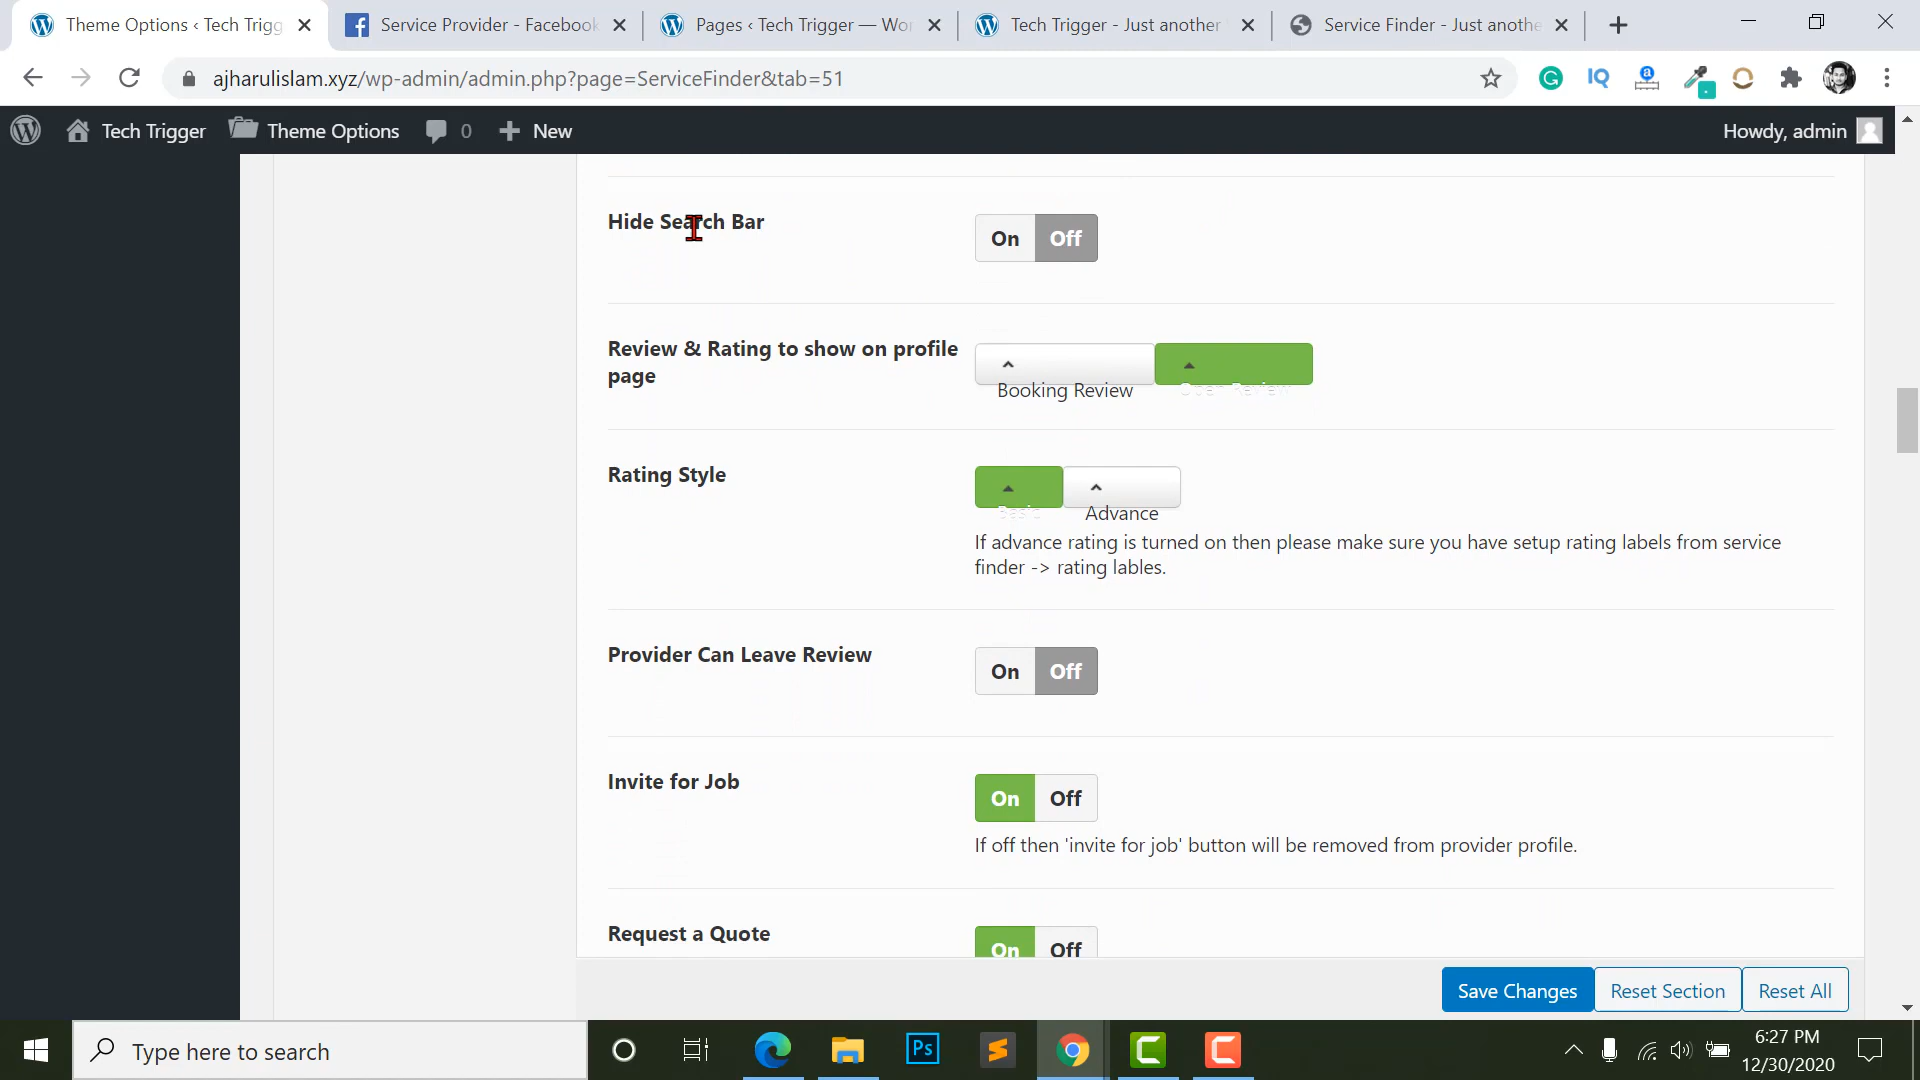 Theme Options ‹ Tech Trigg
Service Provider - Facebook
Pages ‹ Tech Trigger — Wor
Tech Trigger - Just another
Service Finder - Just anothe
ajharulislam.xyz/wp-admin/admin.php?page=ServiceFinder&tab=51
Tech Trigger
Theme Options
0
New
Howdy, admin
Hide Search Bar
On Off
Review & Rating to show on profile
page
Booking Review
Open Review
Rating Style
Basic
Advance
If advance rating is turned on then please make sure you have setup rating labels from service
finder -> rating lables.
Provider Can Leave Review
On Off
Invite for Job
On Off
If off then 'invite for job' button will be removed from provider profile.
Request a Quote
On Off
Save Changes
Reset Section
Reset All
Type here to search
Ps
6:27 PM
12/30/2020